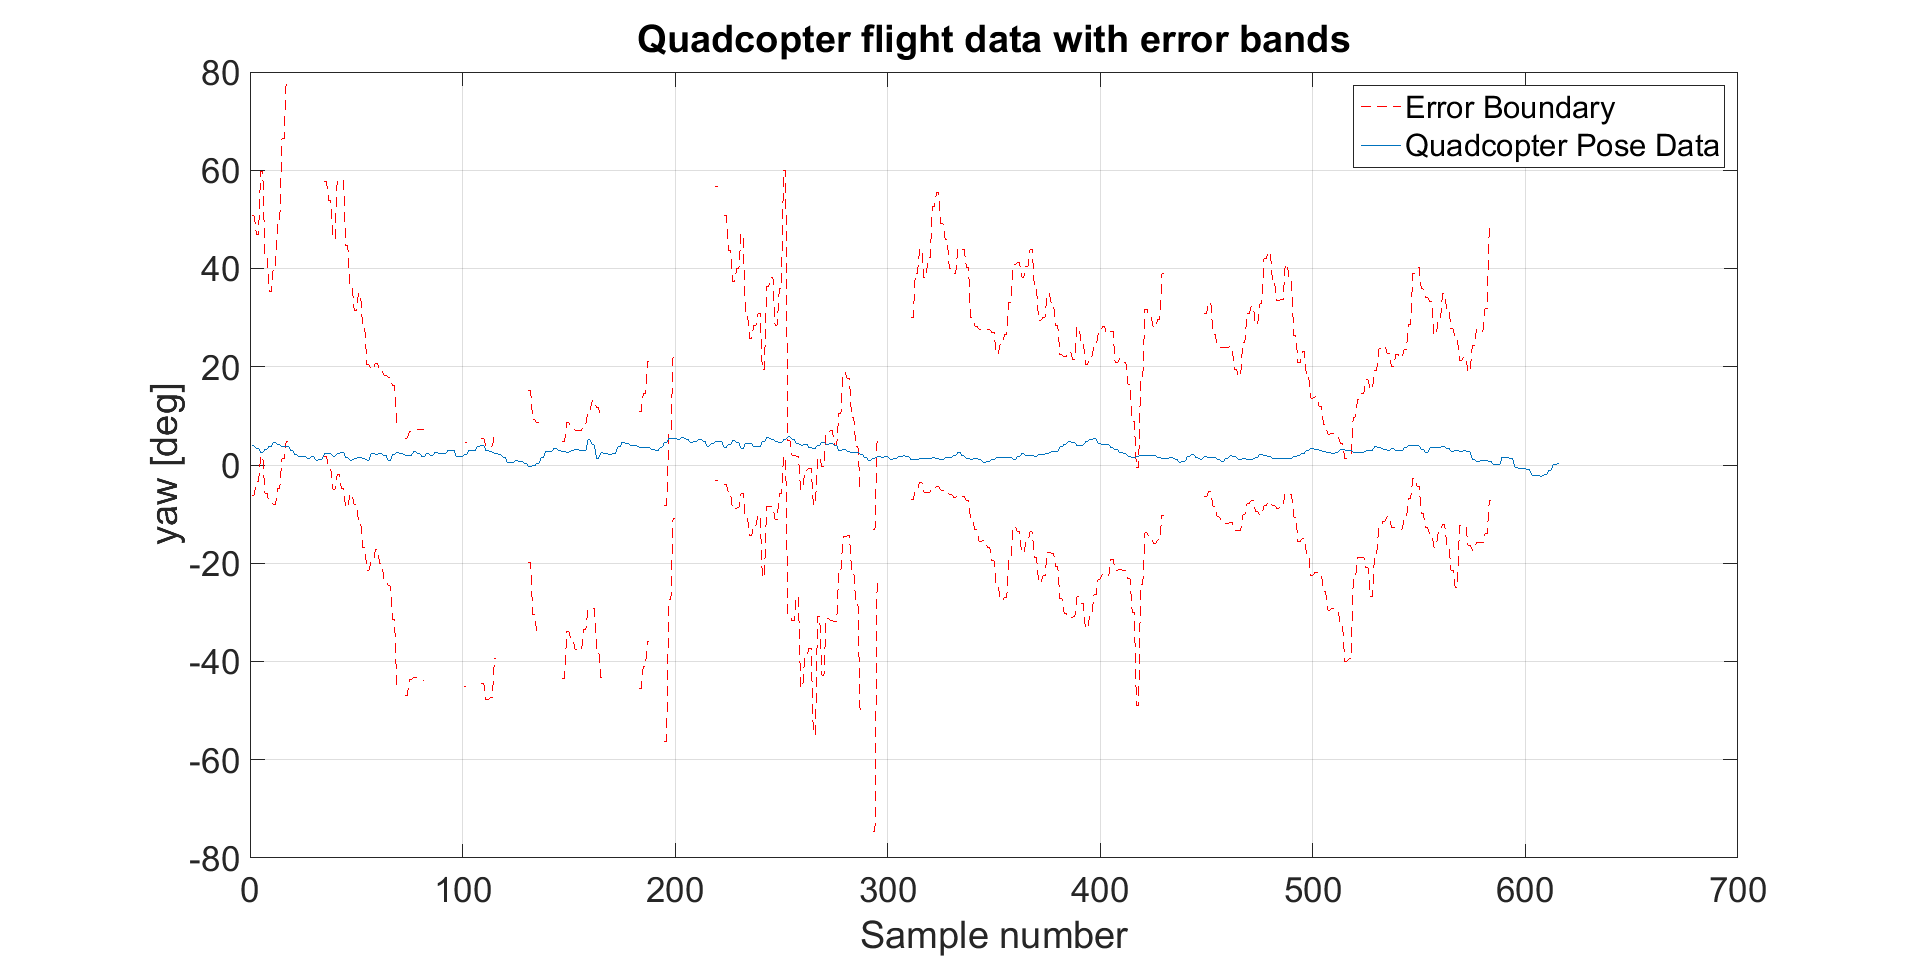 Quadcopter flight data with error bands
Error Boundary
Quadcopter Pose Data
yaw [deg]
80
60
40
20
0
-20
-40
-60
-80
0 100 200 300 400 500 600 700
Sample number